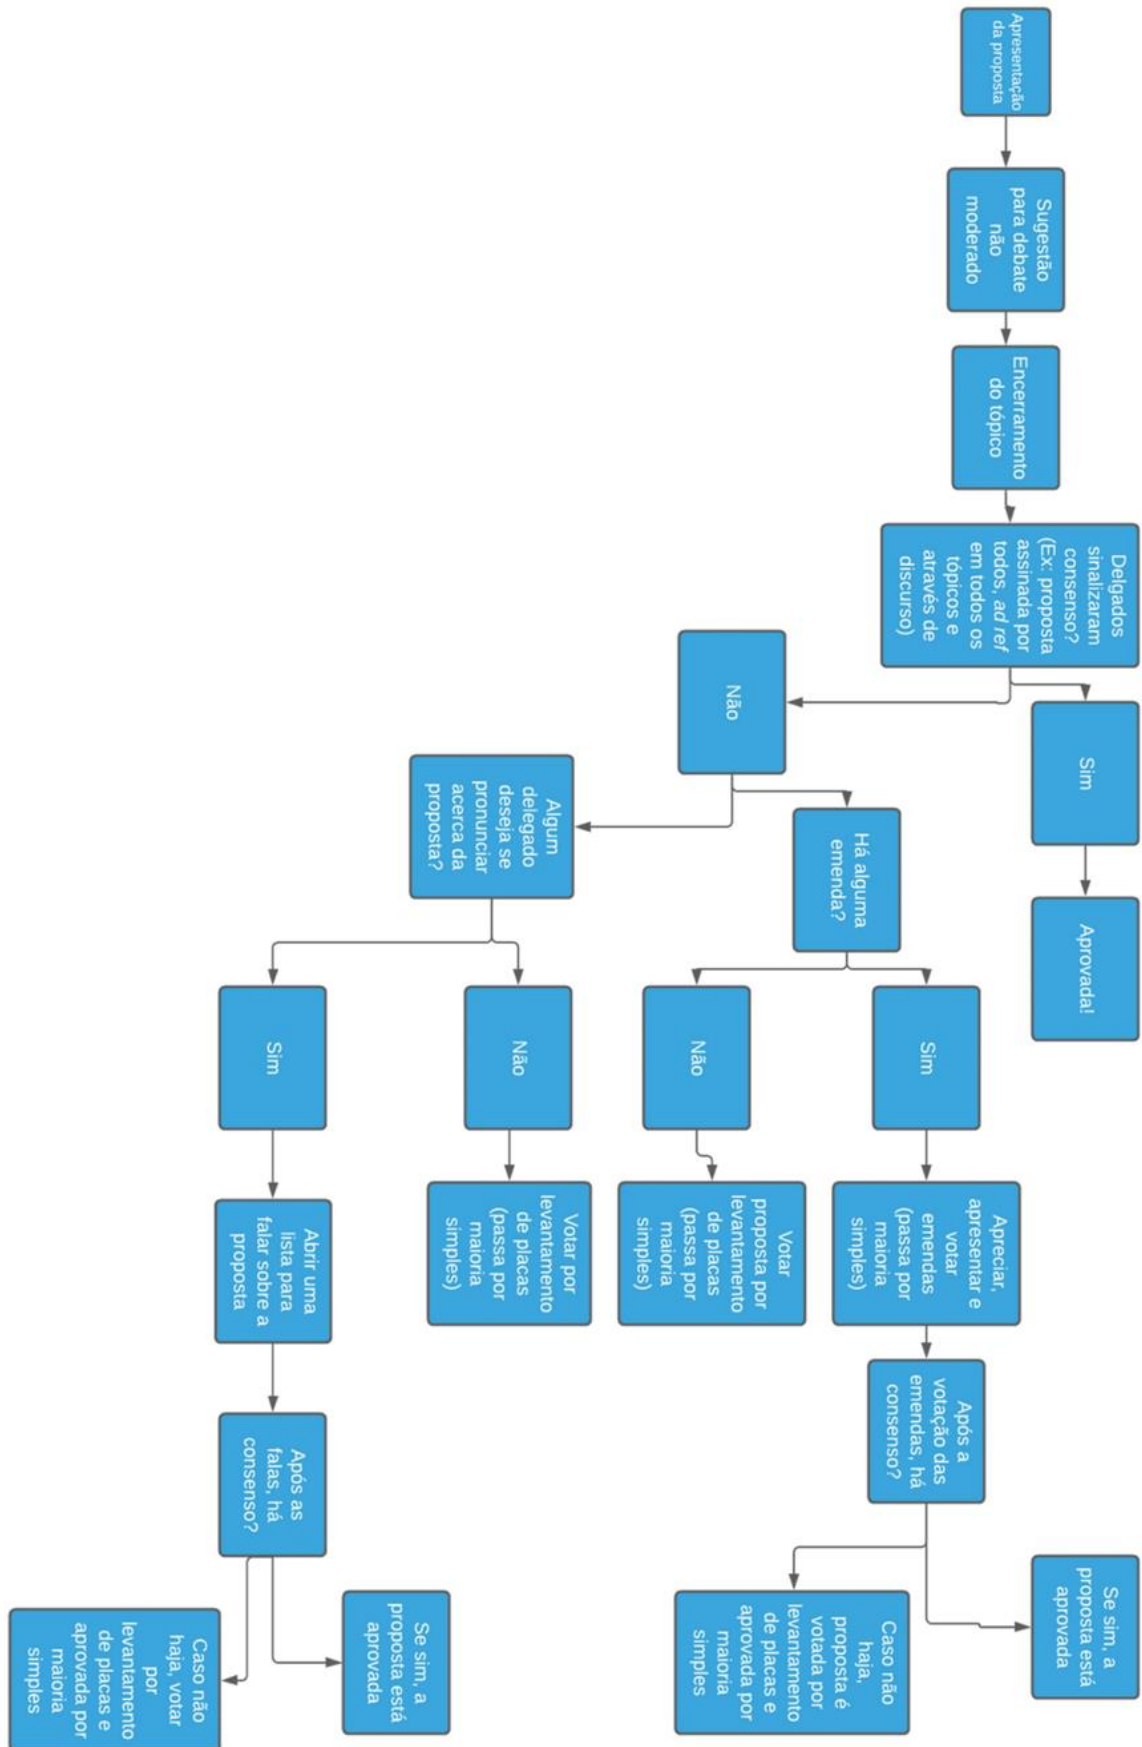 Apresentação
da proposta
Sugestão
para debate
não
moderado
Encerramento
do tópico
Delgados
sinalizaram
consenso?
(Ex: proposta
assinada por
todos, ad ref
em todos os
tópicos e
através de
discurso)
Sim
Aprovada!
Não
Há alguma
emenda?
Sim
Apreciar,
apresentar e
votar
emendas
(passa por
maioria
simples)
Após a
votação das
emendas, há
consenso?
Se sim, a
proposta está
aprovada
Caso não
haja,
proposta é
votada por
levantamento
de placas e
aprovada por
maioria
simples
Não
Votar
proposta por
levantamento
de placas
(passa por
maioria
simples)
Algum
delegado
deseja se
pronunciar
acerca da
proposta?
Não
Votar por
levantamento
de placas
(passa por
maioria
simples)
Sim
Abrir uma
lista para
falar sobre a
proposta
Após as
falas, há
consenso?
Se sim, a
proposta está
aprovada
Caso não
haja, votar
por
levantamento
de placas e
aprovada por
maioria
simples